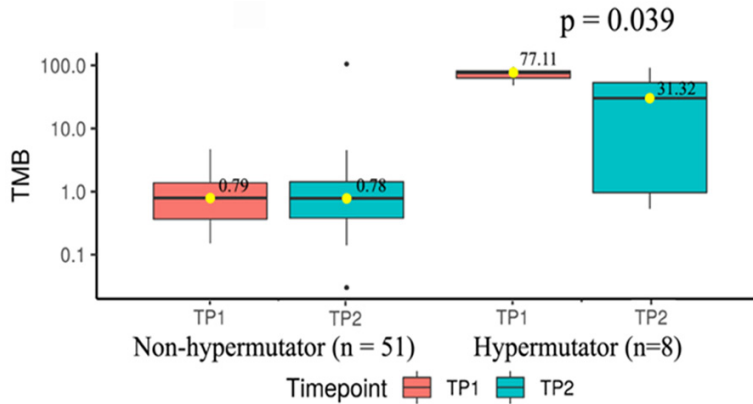 p = 0.039
TMB
100.0
10.0
1.0
0.1
0.79
0.78
77.11
31.32
TP1 TP2 TP1 TP2
Non-hypermutator (n = 51) Hypermutator (n=8)
Timepoint TP1 TP2